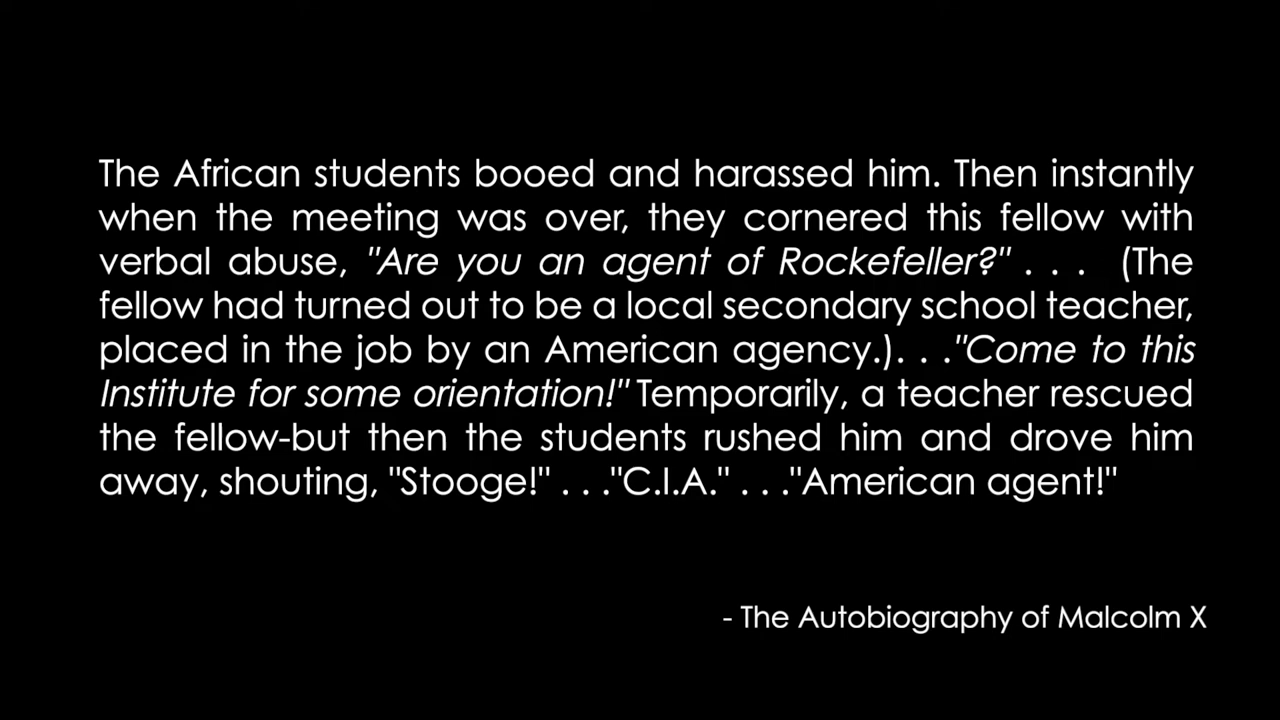 The African students booed and harassed him. Then instantly
when the meeting was over, they cornered this fellow with
verbal abuse, "Are you an agent of Rockefeller?" . . . (The
fellow had turned out to be a local secondary school teacher,
placed in the job by an American agency.). . ."Come to this
Institute for some orientation!" Temporarily, a teacher rescued
the fellow-but then the students rushed him and drove him
away, shouting, "Stooge!" . . ."C.I.A." . . ."American agent!"
- The Autobiography of Malcolm X